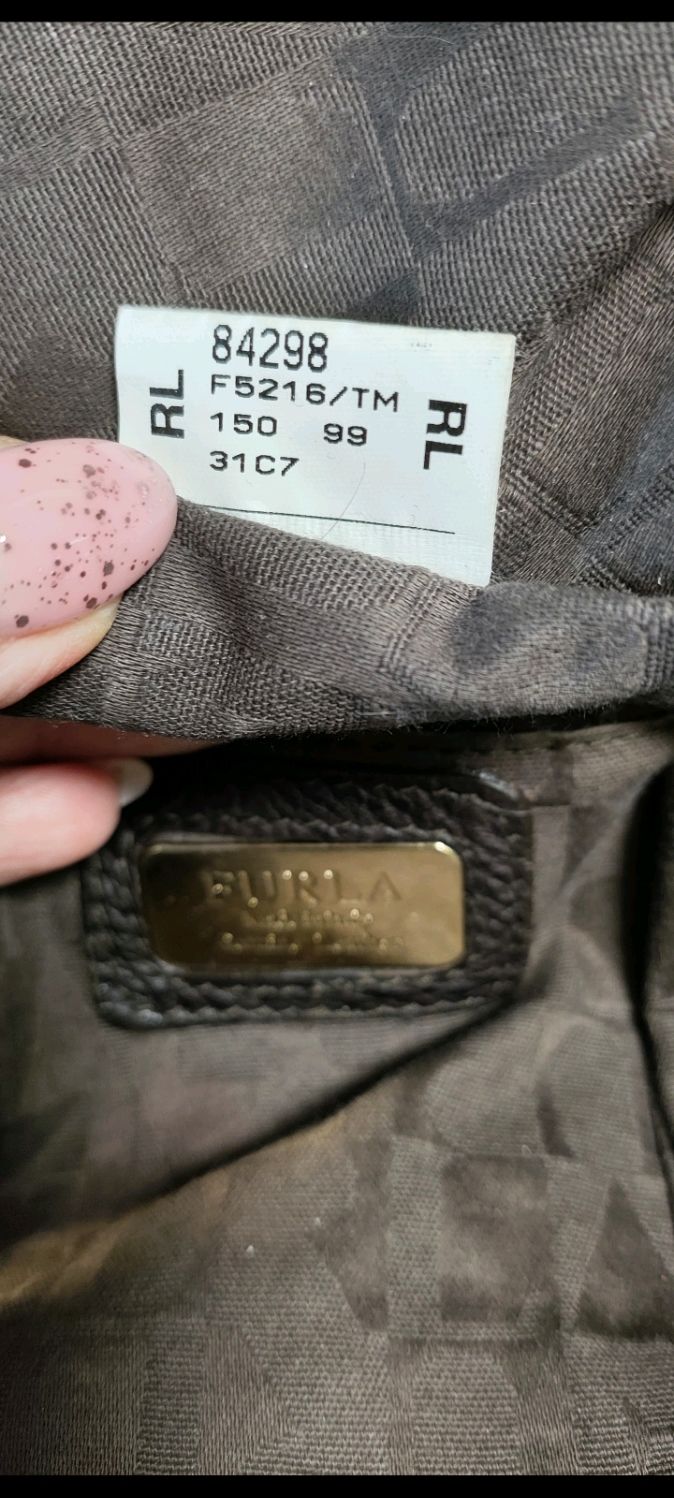 84298
F5216/TM
150 99
31C7
RL
RL
FURLA